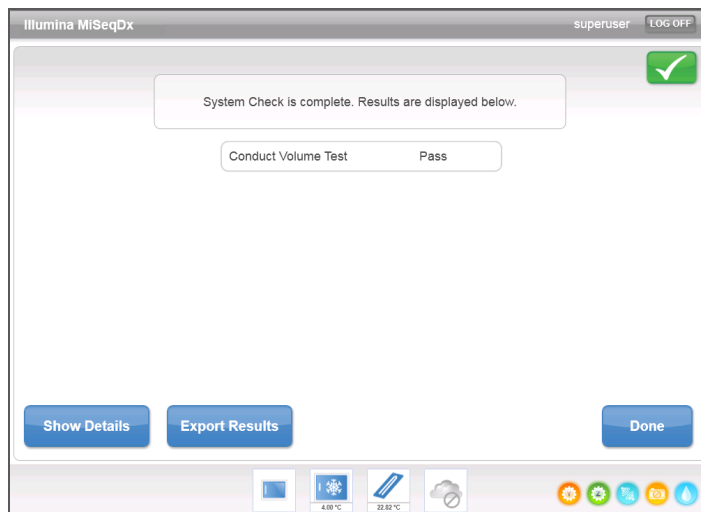 Illumina MiSeqDx
superuser
LOG OFF
System Check is complete. Results are displayed below.
Conduct Volume Test Pass
Show Details
Export Results
Done
4.00 °C
22.82 °C